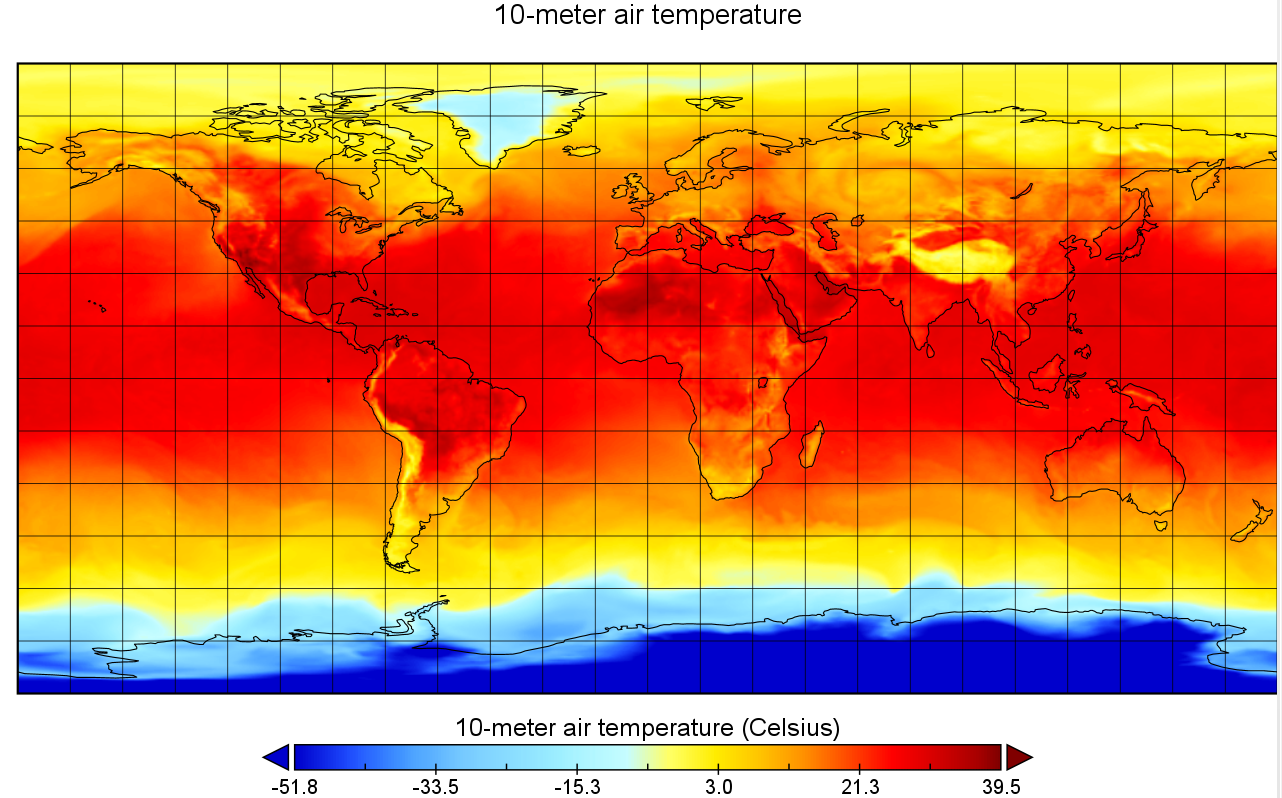 10-meter air temperature
10-meter air temperature (Celsius)
-51.8 -33.5 -15.3 3.0 21.3 39.5